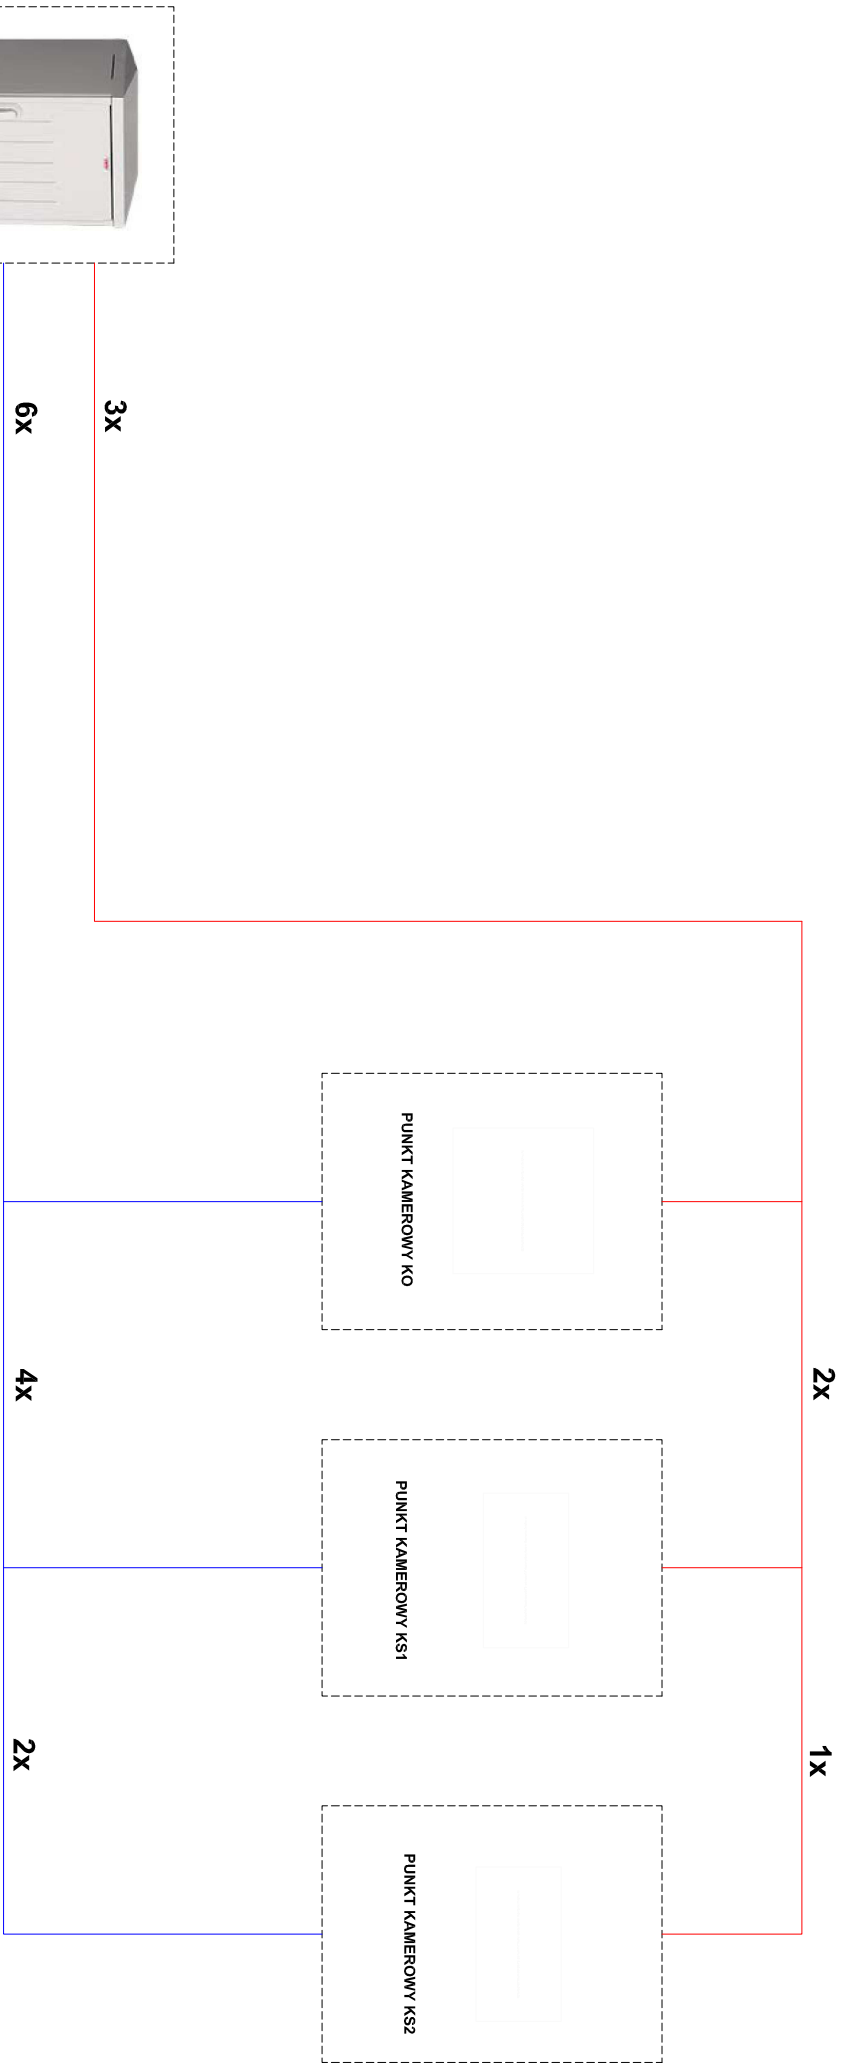 3x
6x
PUNKT KAMEROWY KO
2x
4x
PUNKT KAMEROWY KS1
1x
2x
PUNKT KAMEROWY KS2